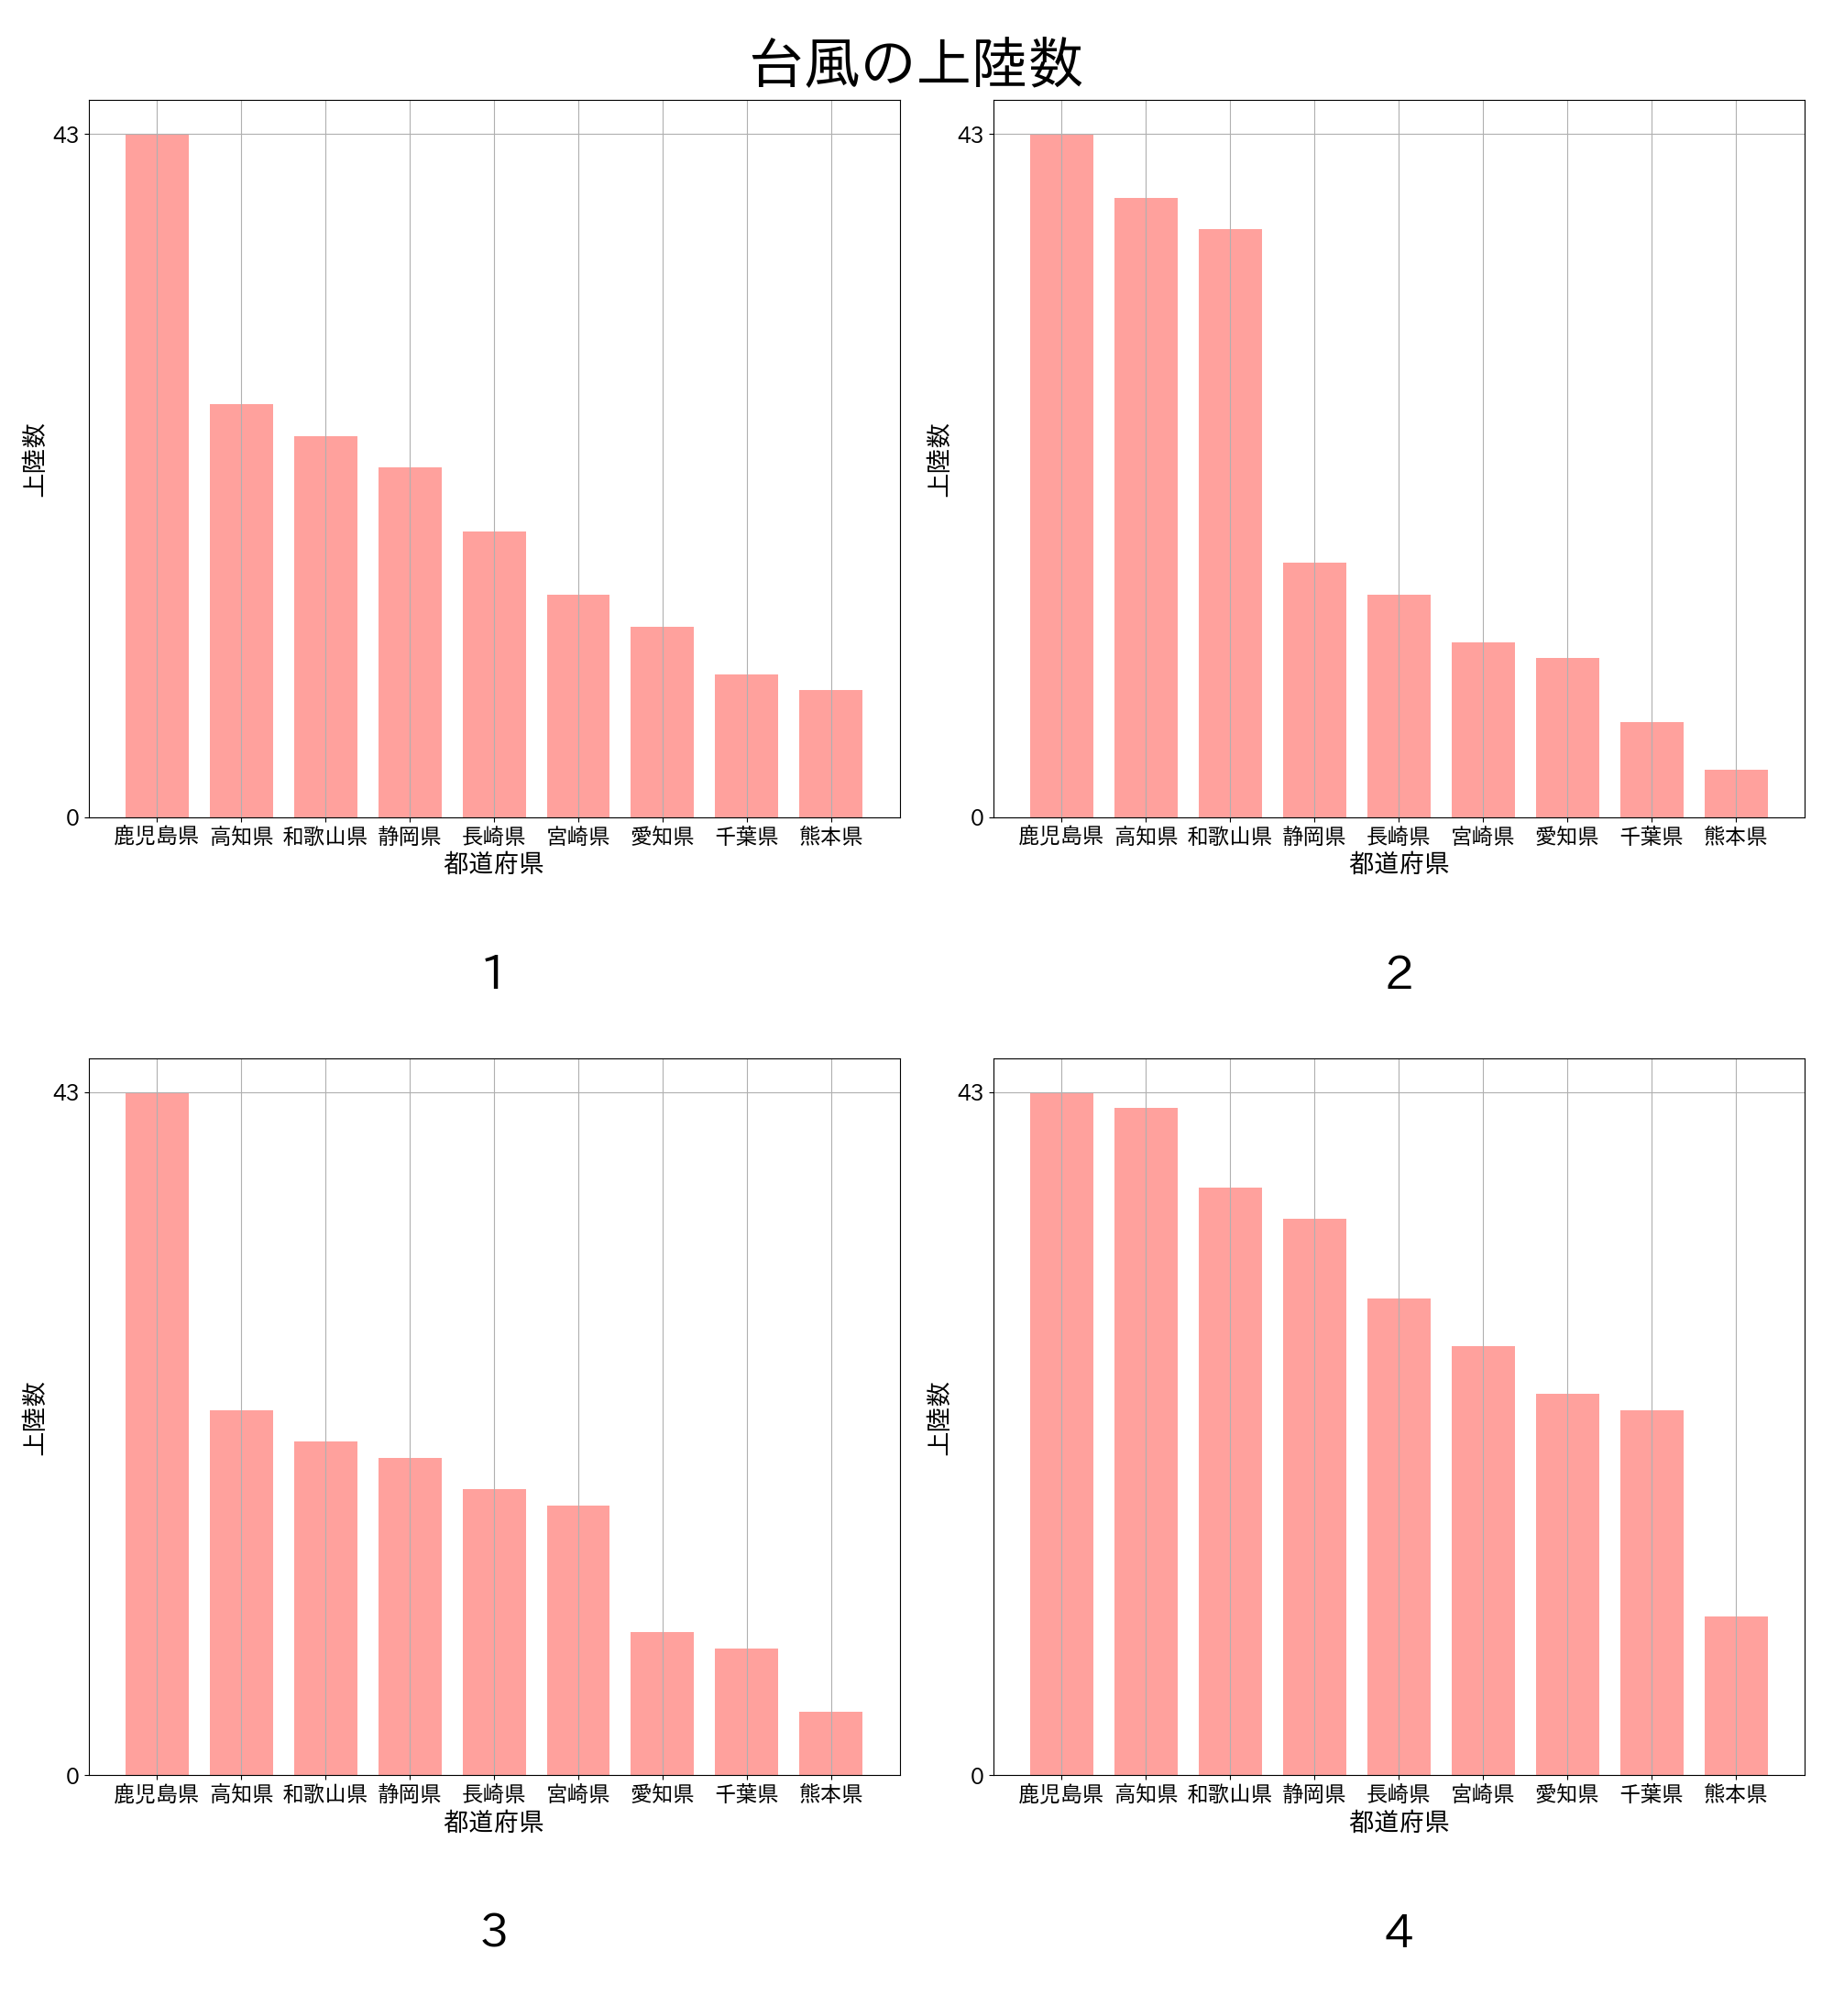 台風の上陸数
43
0
上陸数
鹿児島県 高知県 和歌山県 静岡県 長崎県 宮崎県 愛知県 千葉県 熊本県
都道府県
1
43
0
上陸数
鹿児島県 高知県 和歌山県 静岡県 長崎県 宮崎県 愛知県 千葉県 熊本県
都道府県
2
43
0
上陸数
鹿児島県 高知県 和歌山県 静岡県 長崎県 宮崎県 愛知県 千葉県 熊本県
都道府県
3
43
0
上陸数
鹿児島県 高知県 和歌山県 静岡県 長崎県 宮崎県 愛知県 千葉県 熊本県
都道府県
4